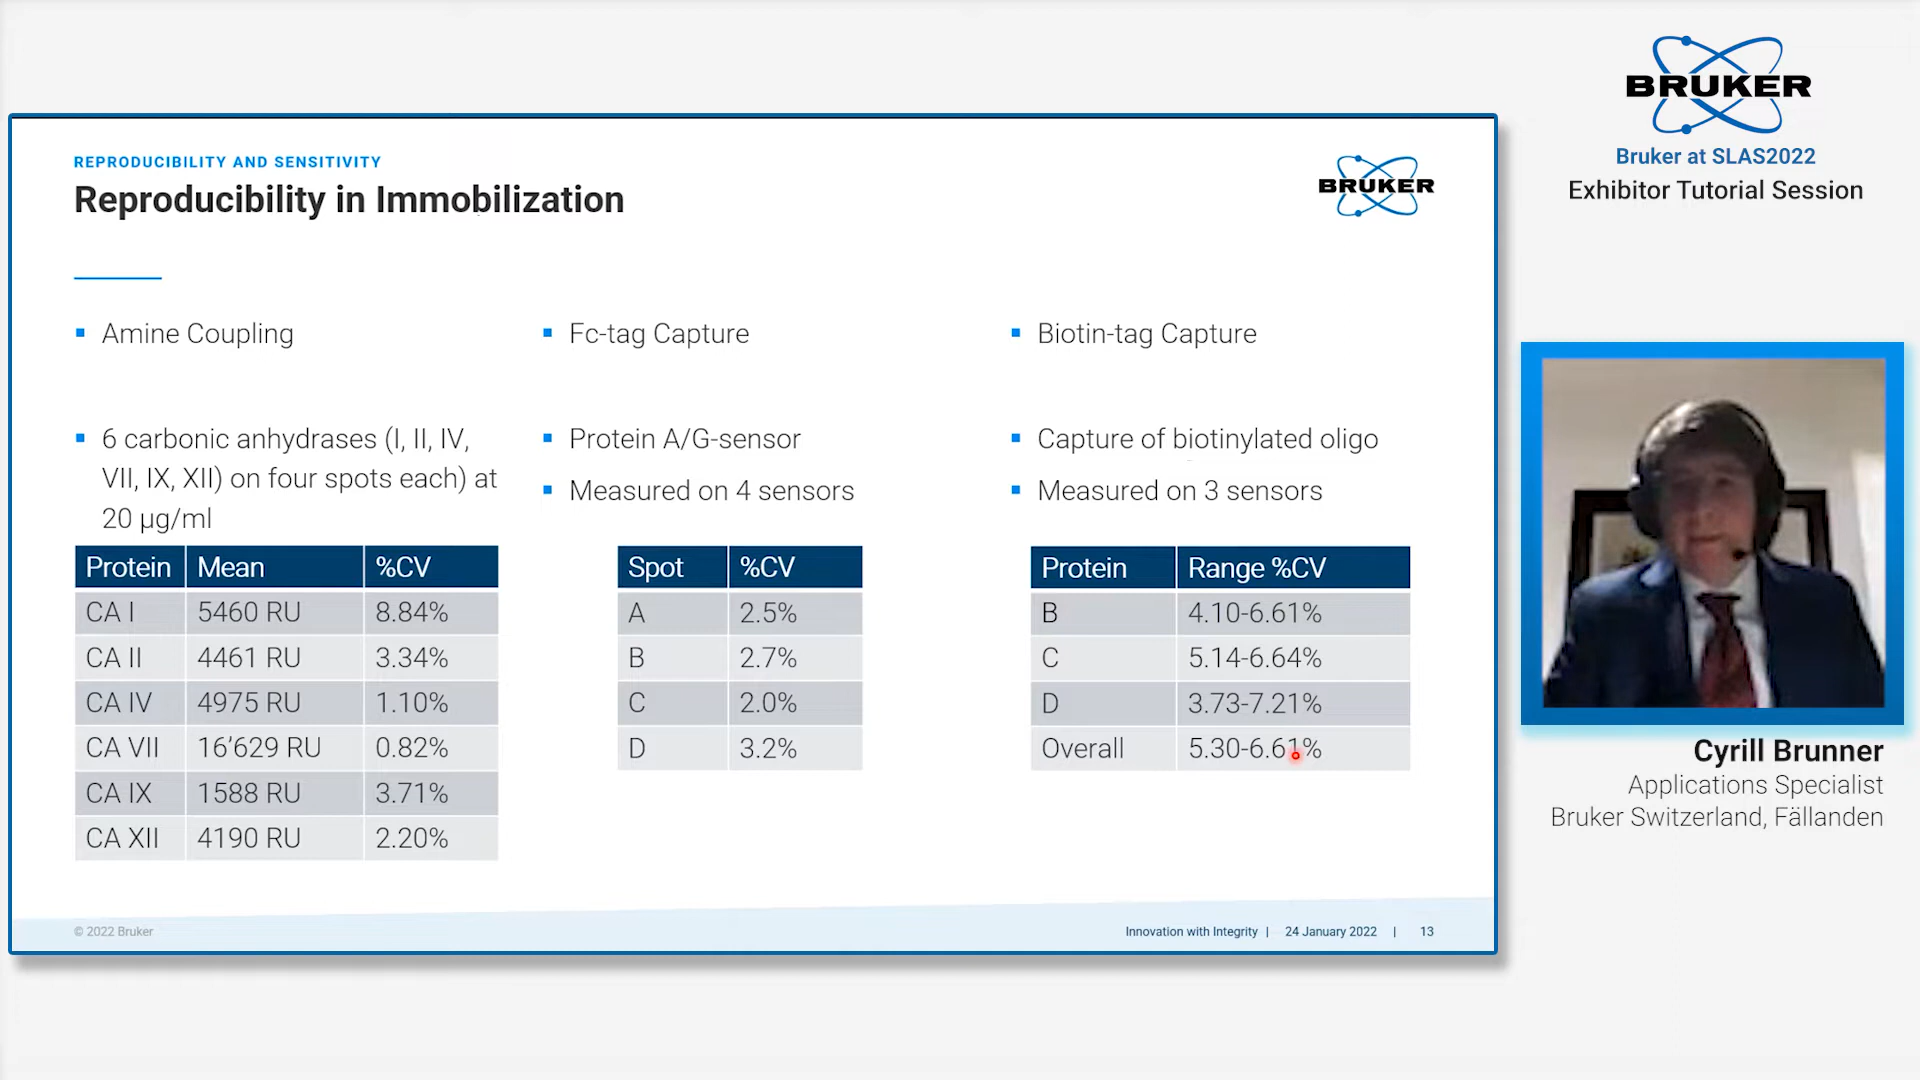 REPRODUCIBILITY AND SENSITIVITY
Reproducibility in Immobilization
BRUKER
Amine Coupling
6 carbonic anhydrases (I, II, IV,
VII, IX, XII) on four spots each) at
20 µg/ml
Protein Mean %CV
CA I 5460 RU 8.84%
CA II 4461 RU 3.34%
CA IV 4975 RU 1.10%
CA VII 16’629 RU 0.82%
CA IX 1588 RU 3.71%
CA XII 4190 RU 2.20%
Fc-tag Capture
Protein A/G-sensor
Measured on 4 sensors
Spot %CV
A 2.5%
B 2.7%
C 2.0%
D 3.2%
Biotin-tag Capture
Capture of biotinylated oligo
Measured on 3 sensors
Protein Range %CV
B 4.10-6.61%
C 5.14-6.64%
D 3.73-7.21%
Overall 5.30-6.61%
© 2022 Bruker
Innovation with Integrity | 24 January 2022 | 13
BRUKER
Bruker at SLAS2022
Exhibitor Tutorial Session
Cyrill Brunner
Applications Specialist
Bruker Switzerland, Fällanden